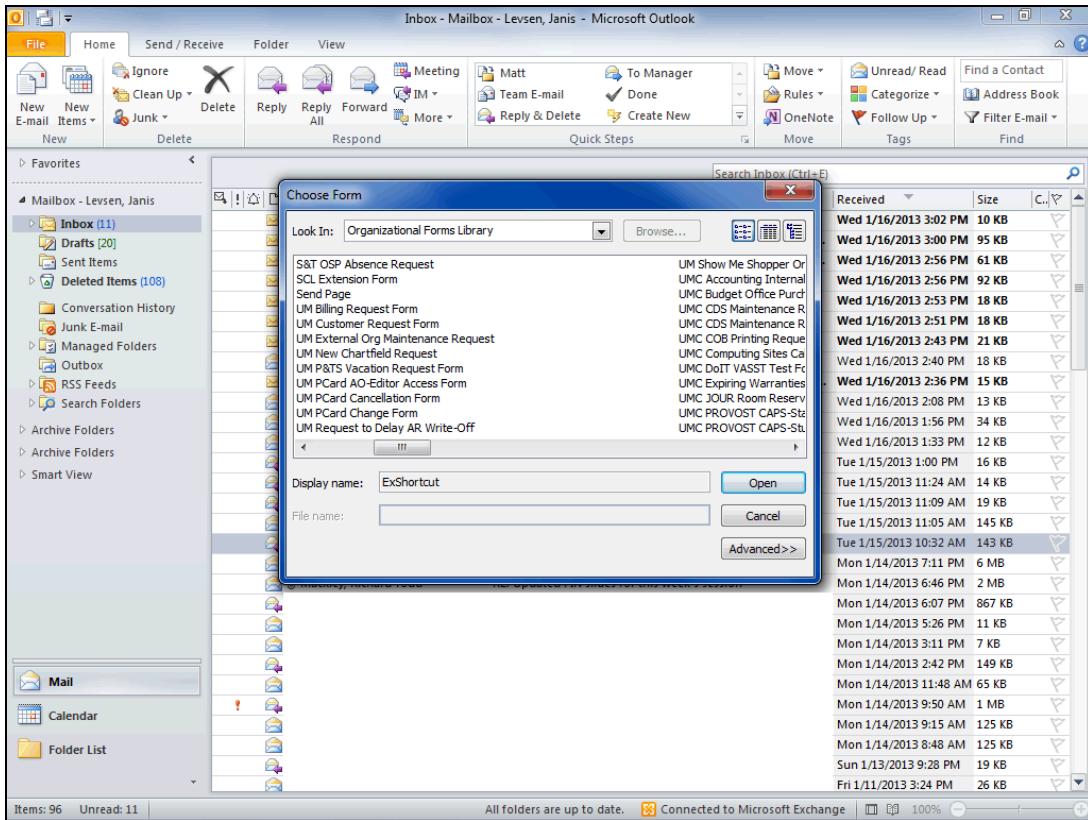 Inbox - Mailbox - Levsen, Janis - Microsoft Outlook
File Home Send / Receive Folder View
New E-mail
New Items
Ignore
Clean Up
Junk
Delete
Reply
Reply All
Forward
Meeting
IM
More
Matt
Team E-mail
Reply & Delete
To Manager
Done
Create New
Move
Rules
OneNote
Unread/ Read
Categorize
Follow Up
Find a Contact
Address Book
Filter E-mail
New Delete Respond Quick Steps Move Tags Find
Favorites
Mailbox - Levsen, Janis
Inbox (11)
Drafts [20]
Sent Items
Deleted Items (108)
Conversation History
Junk E-mail
Managed Folders
Outbox
RSS Feeds
Search Folders
Archive Folders
Archive Folders
Smart View
Mail
Calendar
Folder List
Search Inbox (Ctrl+E)
Choose Form
Look In: Organizational Forms Library Browse...
S&T OSP Absence Request
SCL Extension Form
Send Page
UM Billing Request Form
UM Customer Request Form
UM External Org Maintenance Request
UM New Chartfield Request
UM P&TS Vacation Request Form
UM PCard AO-Editor Access Form
UM PCard Cancellation Form
UM PCard Change Form
UM Request to Delay AR Write-Off
UM Show Me Shopper Or
UMC Accounting Internal
UMC Budget Office Purch
UMC CDS Maintenance R
UMC CDS Maintenance R
UMC COB Printing Reque
UMC Computing Sites Ca
UMC DoIT VASST Test Fo
UMC Expiring Warranties
UMC JOUR Room Reserv
UMC PROVOST CAPS-Sta
UMC PROVOST CAPS-Stu
Display name: ExShortcut Open
File name: Cancel
Advanced>>
Received Size C..
Wed 1/16/2013 3:02 PM 10 KB
Wed 1/16/2013 3:00 PM 95 KB
Wed 1/16/2013 2:56 PM 61 KB
Wed 1/16/2013 2:56 PM 92 KB
Wed 1/16/2013 2:53 PM 18 KB
Wed 1/16/2013 2:51 PM 18 KB
Wed 1/16/2013 2:43 PM 21 KB
Wed 1/16/2013 2:40 PM 18 KB
Wed 1/16/2013 2:36 PM 15 KB
Wed 1/16/2013 2:08 PM 13 KB
Wed 1/16/2013 1:56 PM 34 KB
Wed 1/16/2013 1:33 PM 12 KB
Tue 1/15/2013 1:00 PM 16 KB
Tue 1/15/2013 11:24 AM 14 KB
Tue 1/15/2013 11:09 AM 19 KB
Tue 1/15/2013 11:05 AM 145 KB
Tue 1/15/2013 10:32 AM 143 KB
Mon 1/14/2013 7:11 PM 6 MB
Mon 1/14/2013 6:46 PM 2 MB
Mon 1/14/2013 6:07 PM 867 KB
Mon 1/14/2013 5:26 PM 11 KB
Mon 1/14/2013 3:11 PM 7 KB
Mon 1/14/2013 2:42 PM 149 KB
Mon 1/14/2013 11:48 AM 65 KB
Mon 1/14/2013 9:50 AM 1 MB
Mon 1/14/2013 9:15 AM 125 KB
Mon 1/14/2013 8:48 AM 125 KB
Sun 1/13/2013 9:28 PM 19 KB
Fri 1/11/2013 3:24 PM 26 KB
Items: 96 Unread: 11 All folders are up to date. Connected to Microsoft Exchange 100%